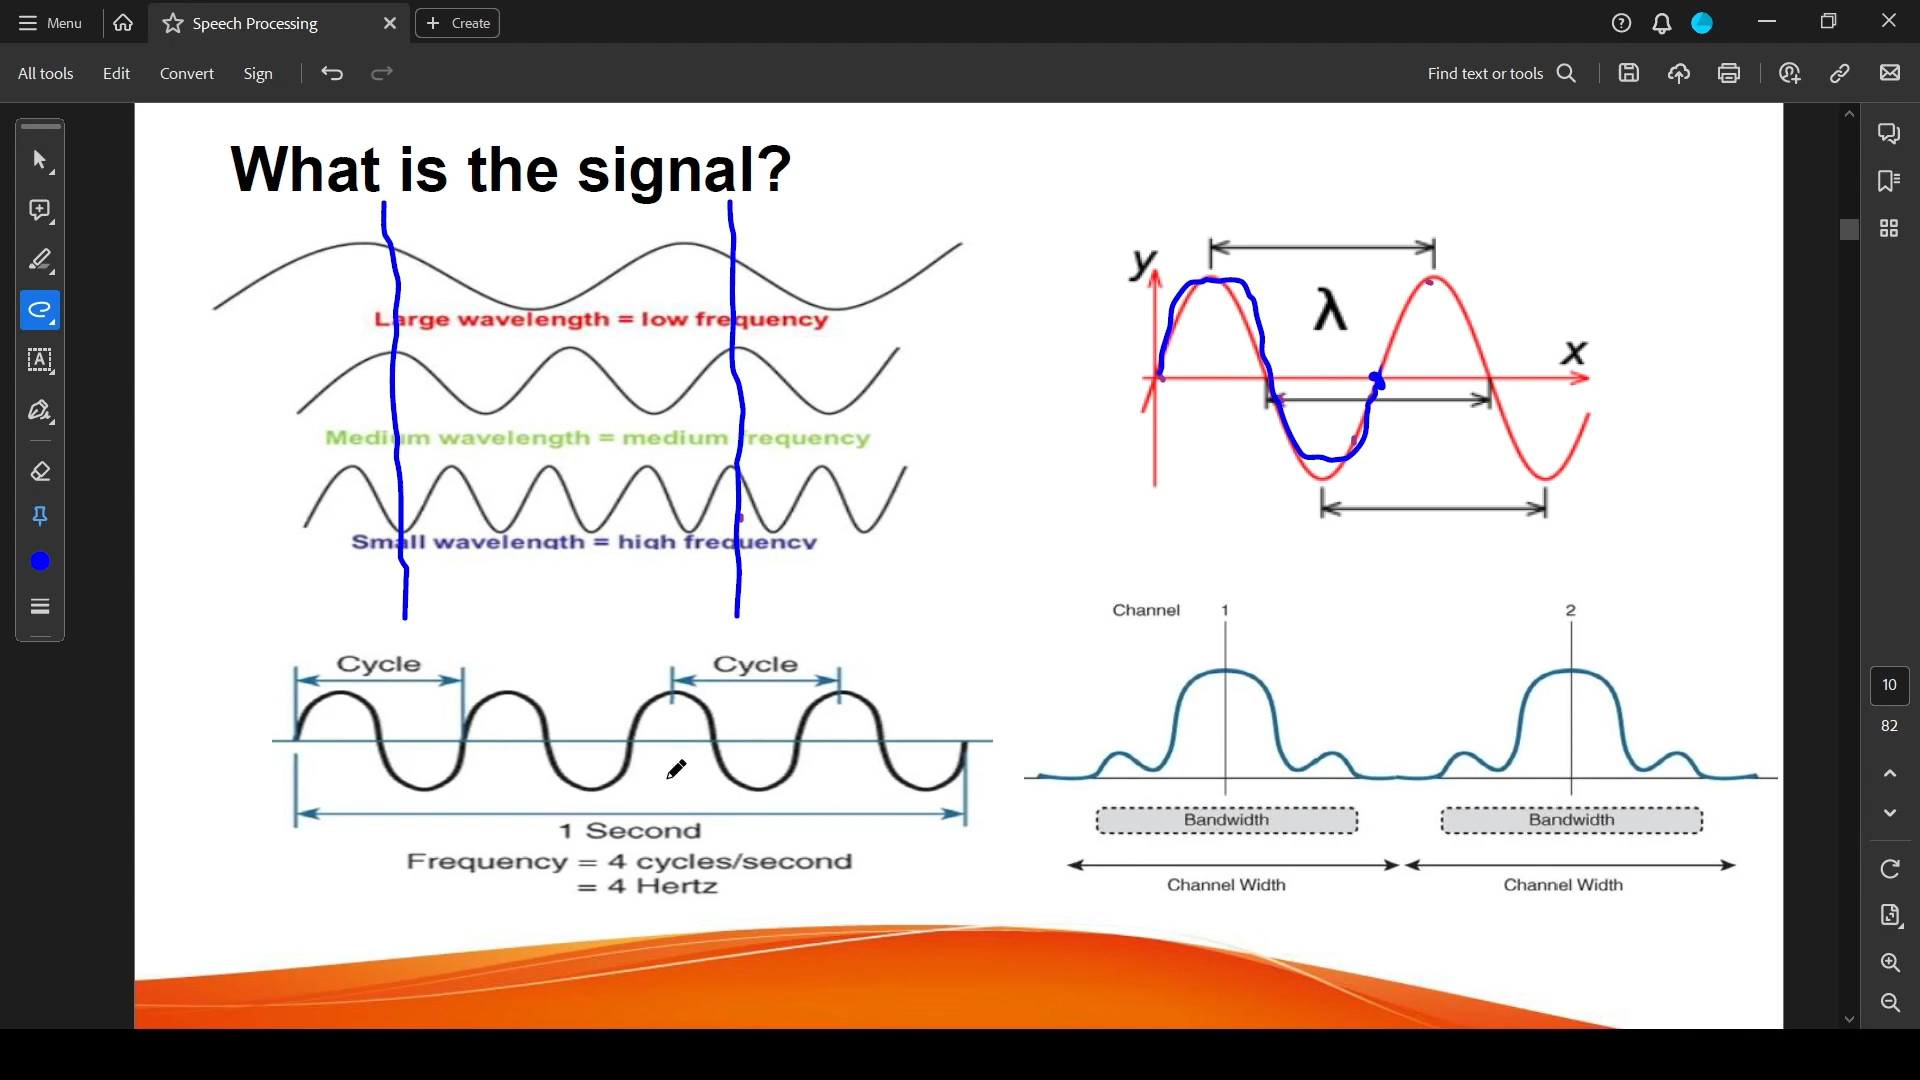 Menu
Speech Processing
Create
All tools
Edit
Convert
Sign
Find text or tools
What is the signal?
Large wavelength = low frequency
Medium wavelength = medium frequency
Small wavelength = high frequency
y
λ
x
Cycle
Cycle
1 Second
Frequency = 4 cycles/second
= 4 Hertz
Channel 1 2
Bandwidth
Bandwidth
Channel Width
Channel Width
10
82